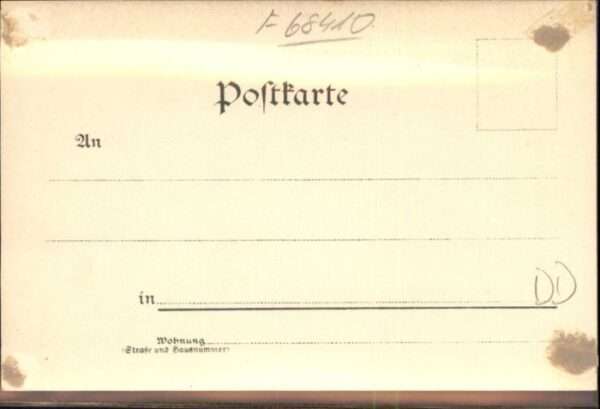 F 68410.
Postkarte
An
in
Wohnung
(Straße und Hausnummer)
DD